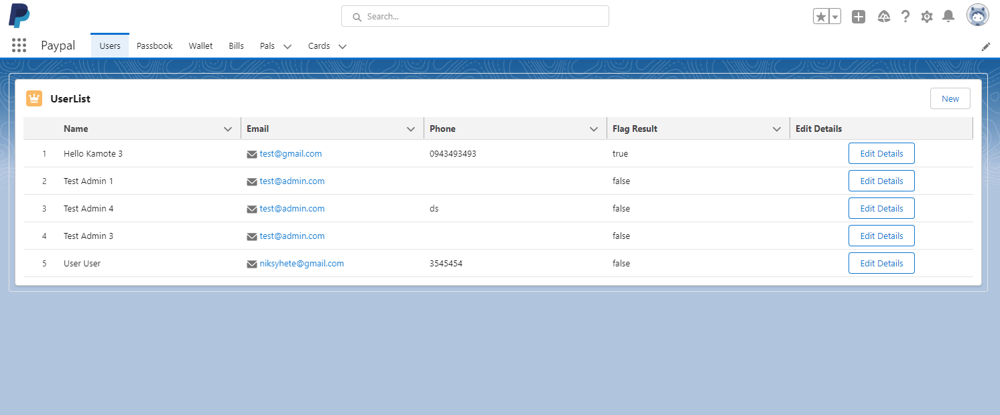 Search...
Paypal Users Passbook Wallet Bills Pals Cards
UserList New
Name Email Phone Flag Result Edit Details
1 Hello Kamote 3 test@gmail.com 0943493493 true Edit Details
2 Test Admin 1 test@admin.com false Edit Details
3 Test Admin 4 test@admin.com ds false Edit Details
4 Test Admin 3 test@admin.com false Edit Details
5 User User niksyhete@gmail.com 3545454 false Edit Details